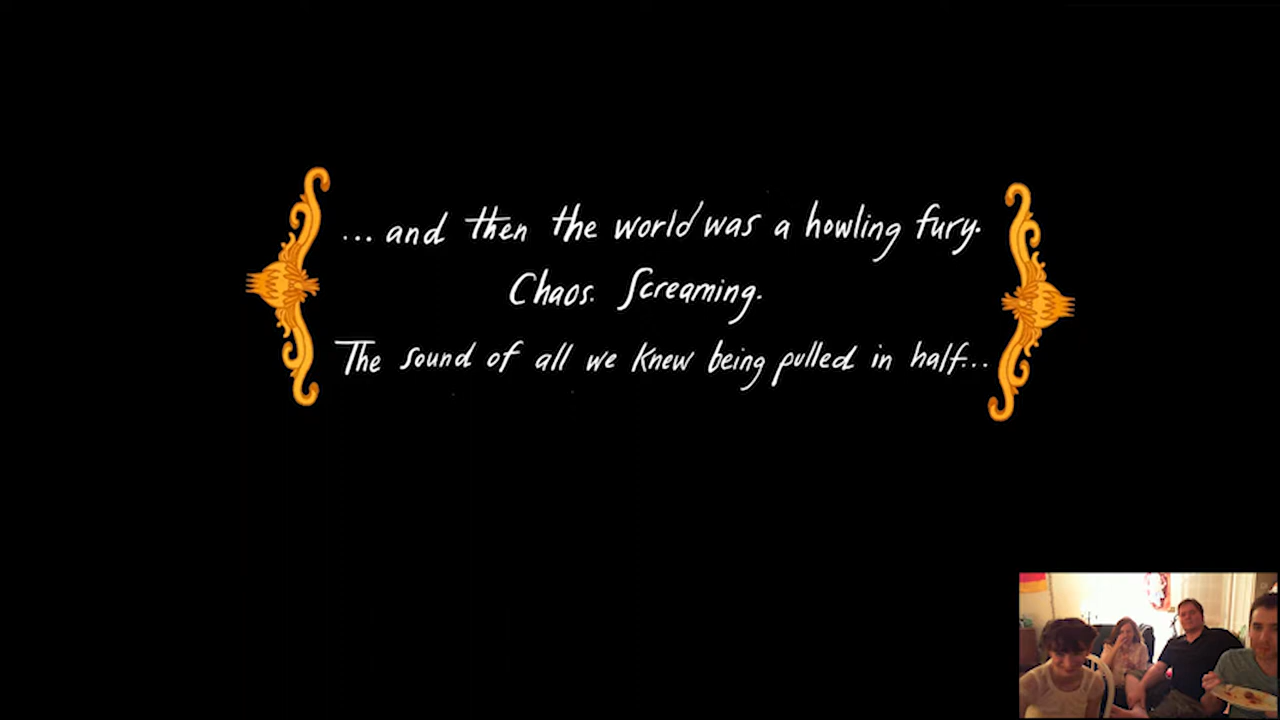 ...and then the world was a howling fury.
Chaos. Screaming.
The sound of all we knew being pulled in half...